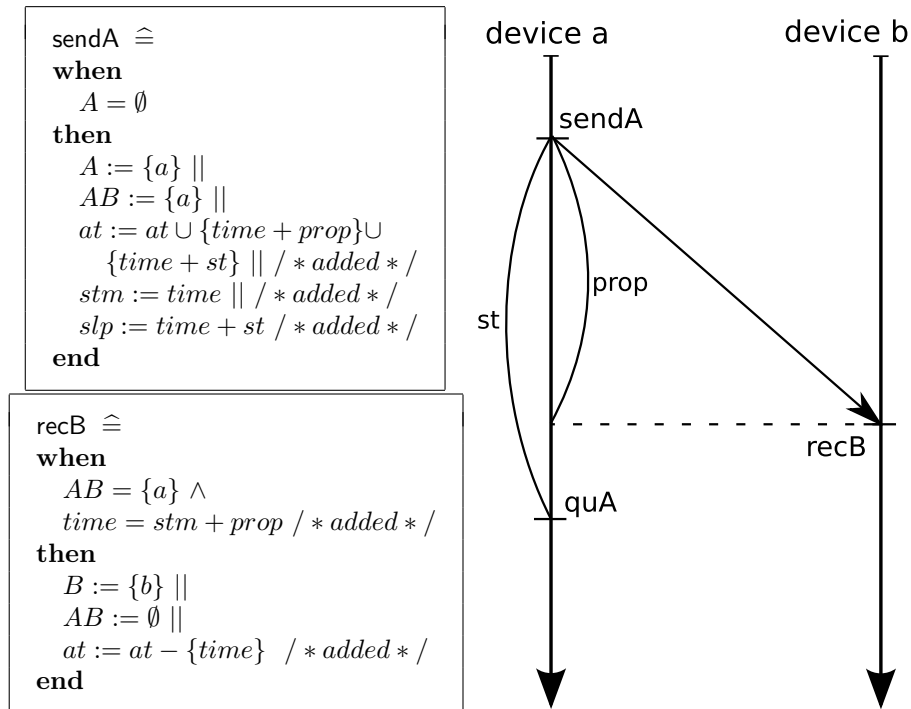 sendA ≙
when
A = ∅
then
A := {a} ||
AB := {a} ||
at := at ∪ {time + prop}∪
{time + st} || / ∗ added ∗ /
stm := time || / ∗ added ∗ /
slp := time + st / ∗ added ∗ /
end
recB ≙
when
AB = {a} ∧
time = stm + prop / ∗ added ∗ /
then
B := {b} ||
AB := ∅ ||
at := at − {time} / ∗ added ∗ /
end
device a
device b
sendA
prop
st
recB
quA